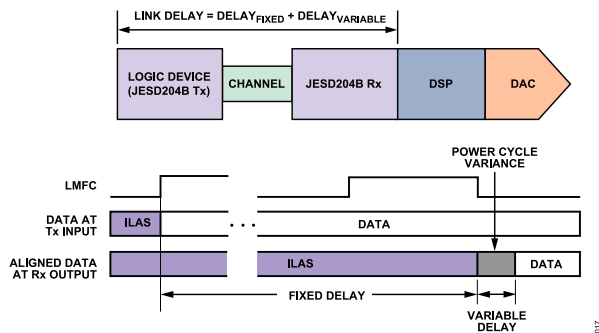 LINK DELAY = DELAYFIXED + DELAYVARIABLE
LOGIC DEVICE
(JESD204B Tx)
CHANNEL
JESD204B Rx
DSP
DAC
POWER CYCLE
VARIANCE
LMFC
DATA AT
Tx INPUT
ILAS
DATA
ALIGNED DATA
AT Rx OUTPUT
ILAS
DATA
FIXED DELAY
VARIABLE
DELAY